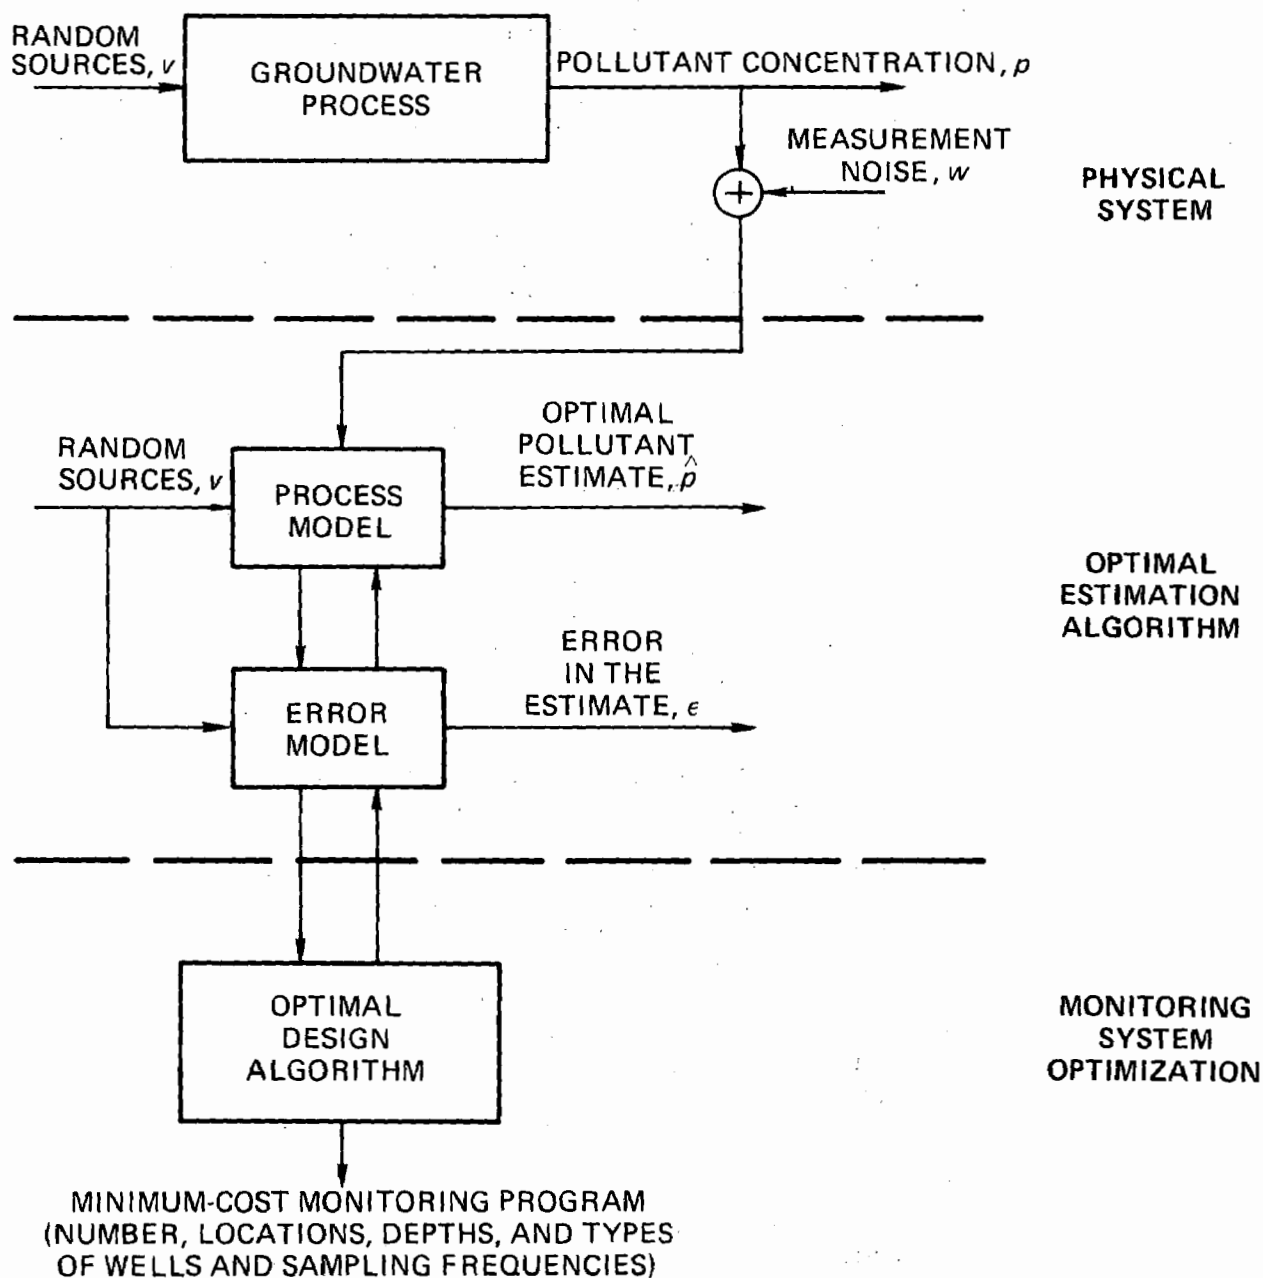 RANDOM
SOURCES, v
GROUNDWATER
PROCESS
POLLUTANT CONCENTRATION, p
MEASUREMENT
NOISE, w
+
PHYSICAL
SYSTEM
OPTIMAL
POLLUTANT
ESTIMATE, p̂
RANDOM
SOURCES, v
PROCESS
MODEL
OPTIMAL
ESTIMATION
ALGORITHM
ERROR
IN THE
ESTIMATE, ϵ
ERROR
MODEL
OPTIMAL
DESIGN
ALGORITHM
MONITORING
SYSTEM
OPTIMIZATION
MINIMUM-COST MONITORING PROGRAM
(NUMBER, LOCATIONS, DEPTHS, AND TYPES
OF WELLS AND SAMPLING FREQUENCIES)